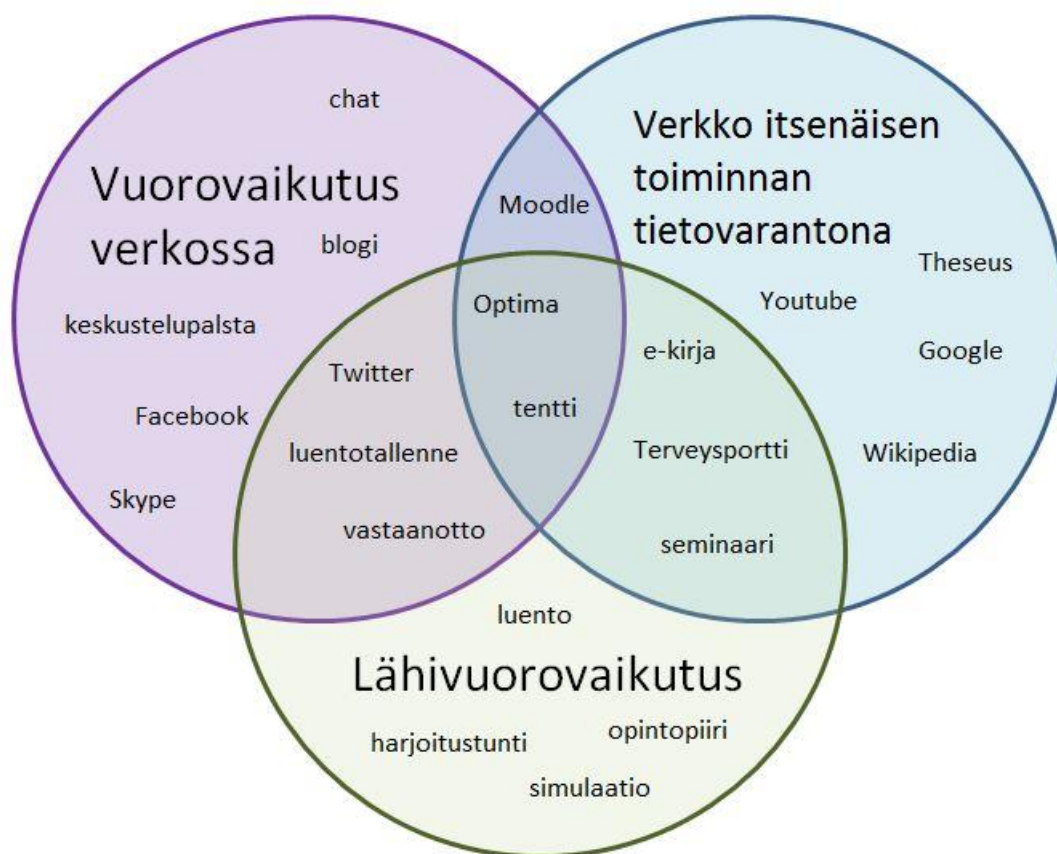 chat
Vuorovaikutus
verkossa
blogi
keskustelupalsta
Facebook
Skype
Verkko itsenäisen
toiminnan
tietovarantona
Theseus
Youtube
Google
Wikipedia
Moodle
Optima
tentti
Twitter
luentotallenne
vastaanotto
e-kirja
Terveysportti
seminaari
luento
Lähivuorovaikutus
opintopiiri
harjoitustunti
simulaatio